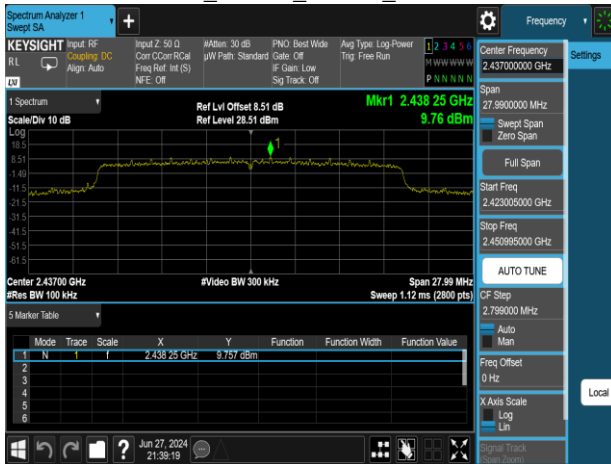 Spectrum Analyzer 1
Swept SA
Frequency
KEYSIGHT
RL
LXI
Input: RF
Coupling: DC
Align: Auto
Input Z: 50 Ω
Corr CCorr RCal
Freq Ref: Int (S)
NFE: Off
#Atten: 30 dB
µW Path: Standard
PNO: Best Wide
Gate: Off
IF Gain: Low
Sig Track: Off
Avg Type: Log-Power
Trig: Free Run
1 2 3 4 5 6
M W W W W W
P N N N N N
Center Frequency
2.437000000 GHz
Settings
Span
27.9900000 MHz
Swept Span
Zero Span
Full Span
Start Freq
2.423005000 GHz
Stop Freq
2.450995000 GHz
AUTO TUNE
CF Step
2.799000 MHz
Auto
Man
Freq Offset
0 Hz
X Axis Scale
Log
Lin
Signal Track
(Span Zoom)
Local
1 Spectrum
Scale/Div 10 dB
Ref Lvl Offset 8.51 dB
Ref Level 28.51 dBm
Mkr1 2.438 25 GHz
9.76 dBm
Log
18.5
8.51
-1.49
-11.5
-21.5
-31.5
-41.5
-51.5
-61.5
1
Center 2.43700 GHz
#Res BW 100 kHz
#Video BW 300 kHz
Span 27.99 MHz
Sweep 1.12 ms (2800 pts)
5 Marker Table
Mode Trace Scale X Y Function Function Width Function Value
1 N 1 f 2.438 25 GHz 9.757 dBm
2
3
4
5
6
?
Jun 27, 2024
21:39:19